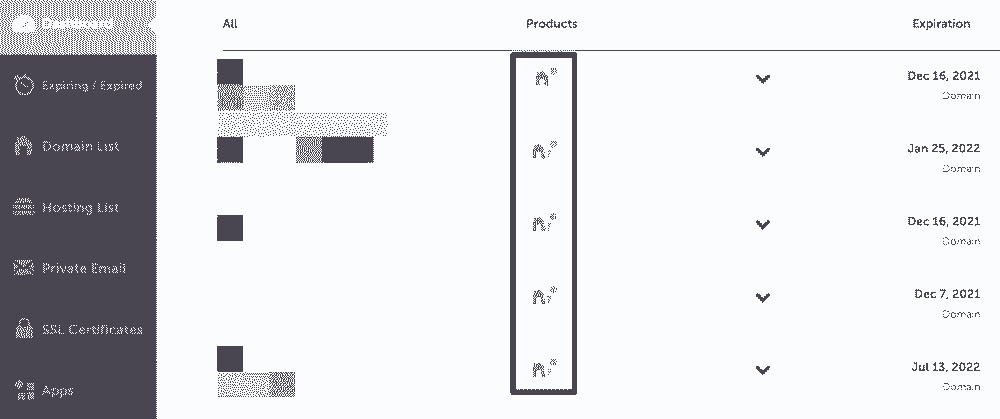 Dashboard
All Products Expiration
Expiring / Expired
Domain List
Hosting List
Private Email
SSL Certificates
Apps
Dec 16, 2021
Domain
Jan 25, 2022
Domain
Dec 16, 2021
Domain
Dec 7, 2021
Domain
Jul 13, 2022
Domain